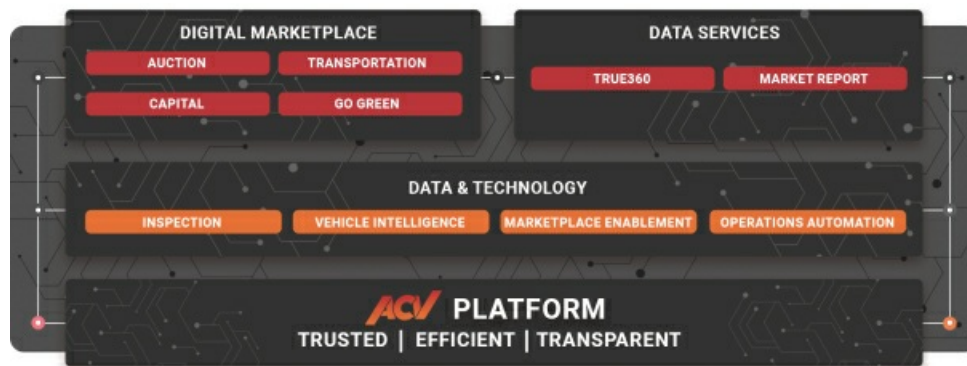 DIGITAL MARKETPLACE
AUCTION
TRANSPORTATION
CAPITAL
GO GREEN
DATA SERVICES
TRUE360
MARKET REPORT
DATA & TECHNOLOGY
INSPECTION
VEHICLE INTELLIGENCE
MARKETPLACE ENABLEMENT
OPERATIONS AUTOMATION
ACV PLATFORM
TRUSTED | EFFICIENT | TRANSPARENT